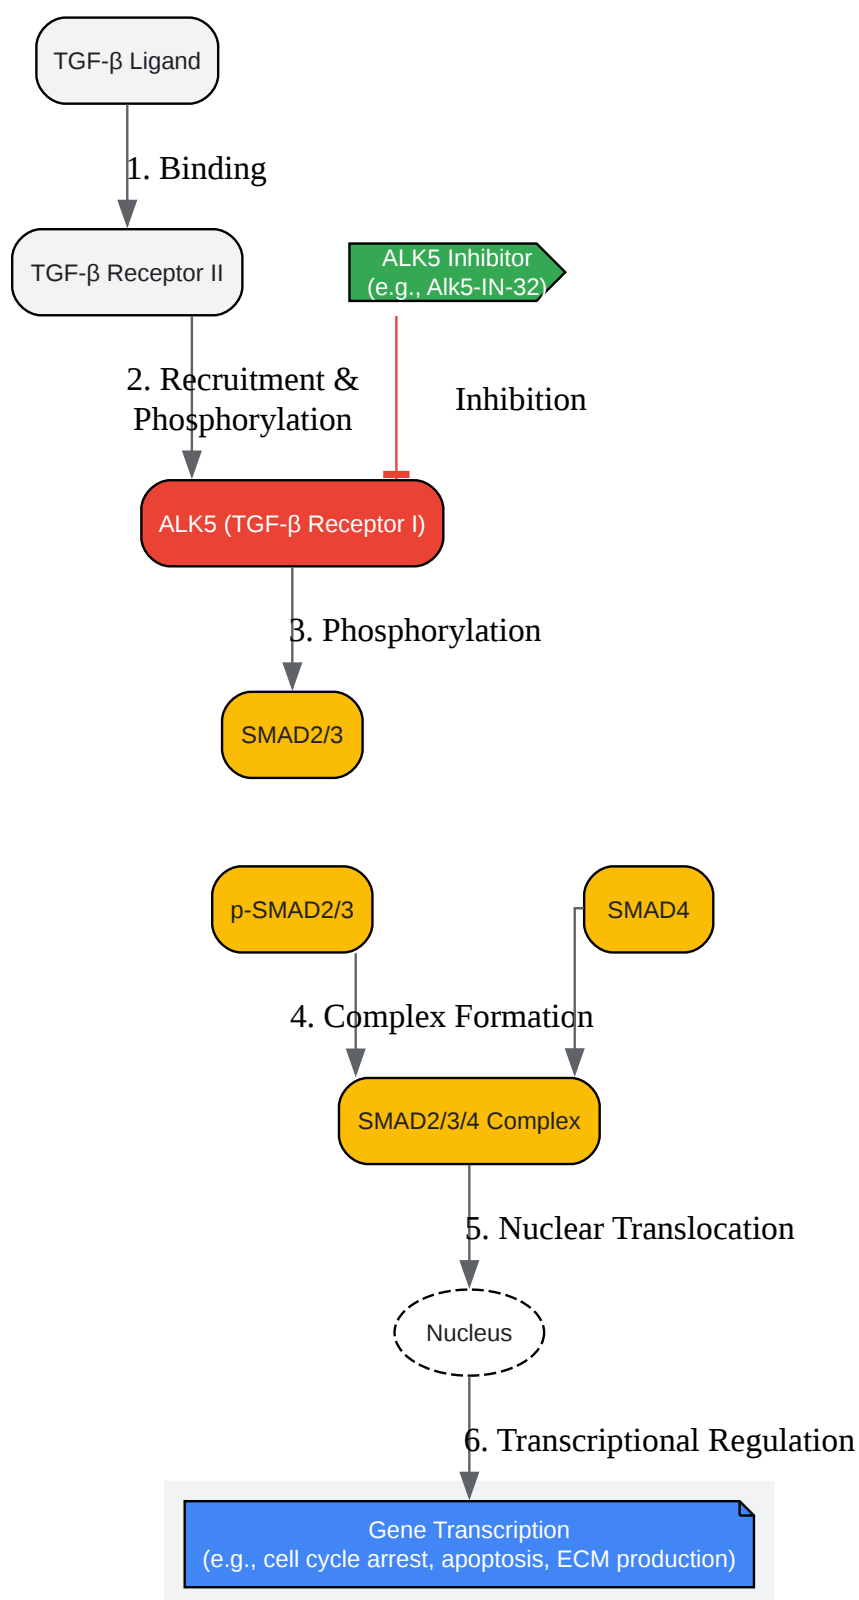 TGF-β Ligand
1. Binding
TGF-β Receptor II
ALK5 Inhibitor
(e.g., Alk5-IN-32)
2. Recruitment &
Phosphorylation
Inhibition
ALK5 (TGF-β Receptor I)
3. Phosphorylation
SMAD2/3
p-SMAD2/3
SMAD4
4. Complex Formation
SMAD2/3/4 Complex
5. Nuclear Translocation
Nucleus
6. Transcriptional Regulation
Gene Transcription
(e.g., cell cycle arrest, apoptosis, ECM production)